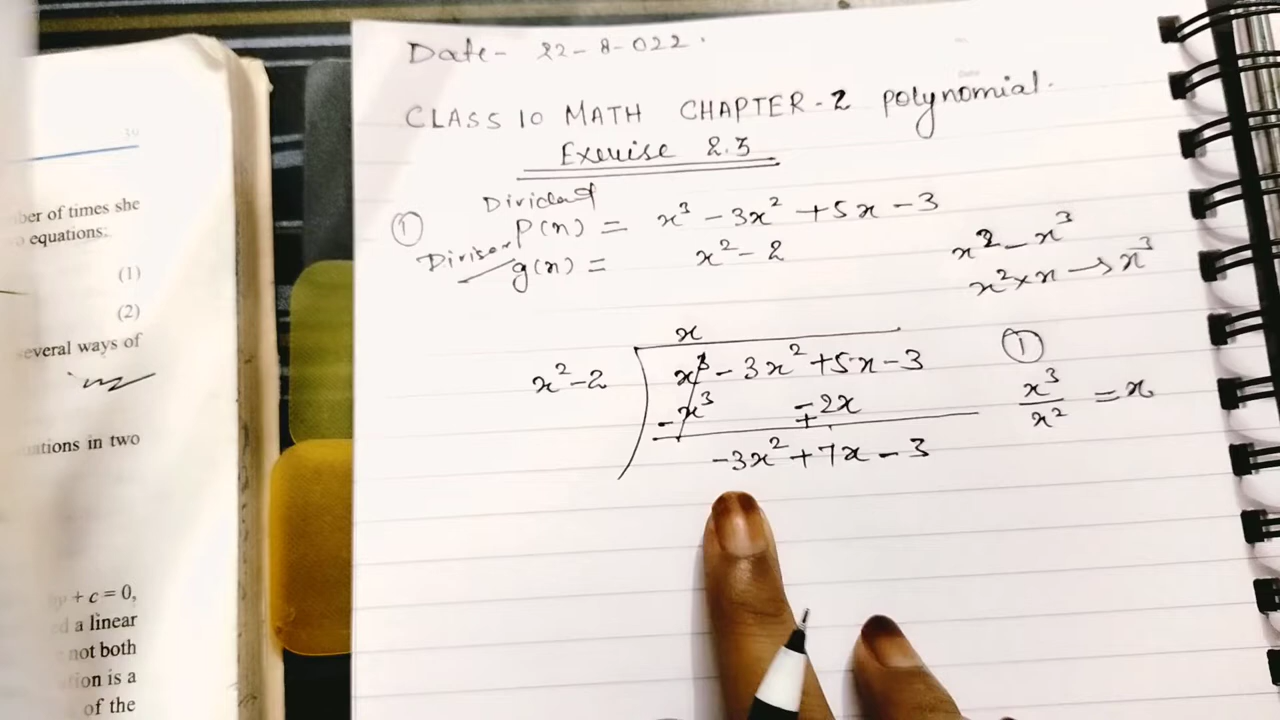 39
ber of times she
equations:
(1)
(2)
several ways of
uations in two
y + c = 0,
ed a linear
not both
tion is a
of the
Date- 22-8-022.
CLASS 10 MATH CHAPTER-2 polynomial.
Exercise 2.3
Dividend
① P(x) = x³ - 3x² + 5x - 3
Divisor g(x) = x² - 2
x² - x³
x² × x → x³
x
x² - 2 ) x³ - 3x² + 5x - 3
- x³ - 2x
+
-3x² + 7x - 3
①
x³/x² = x